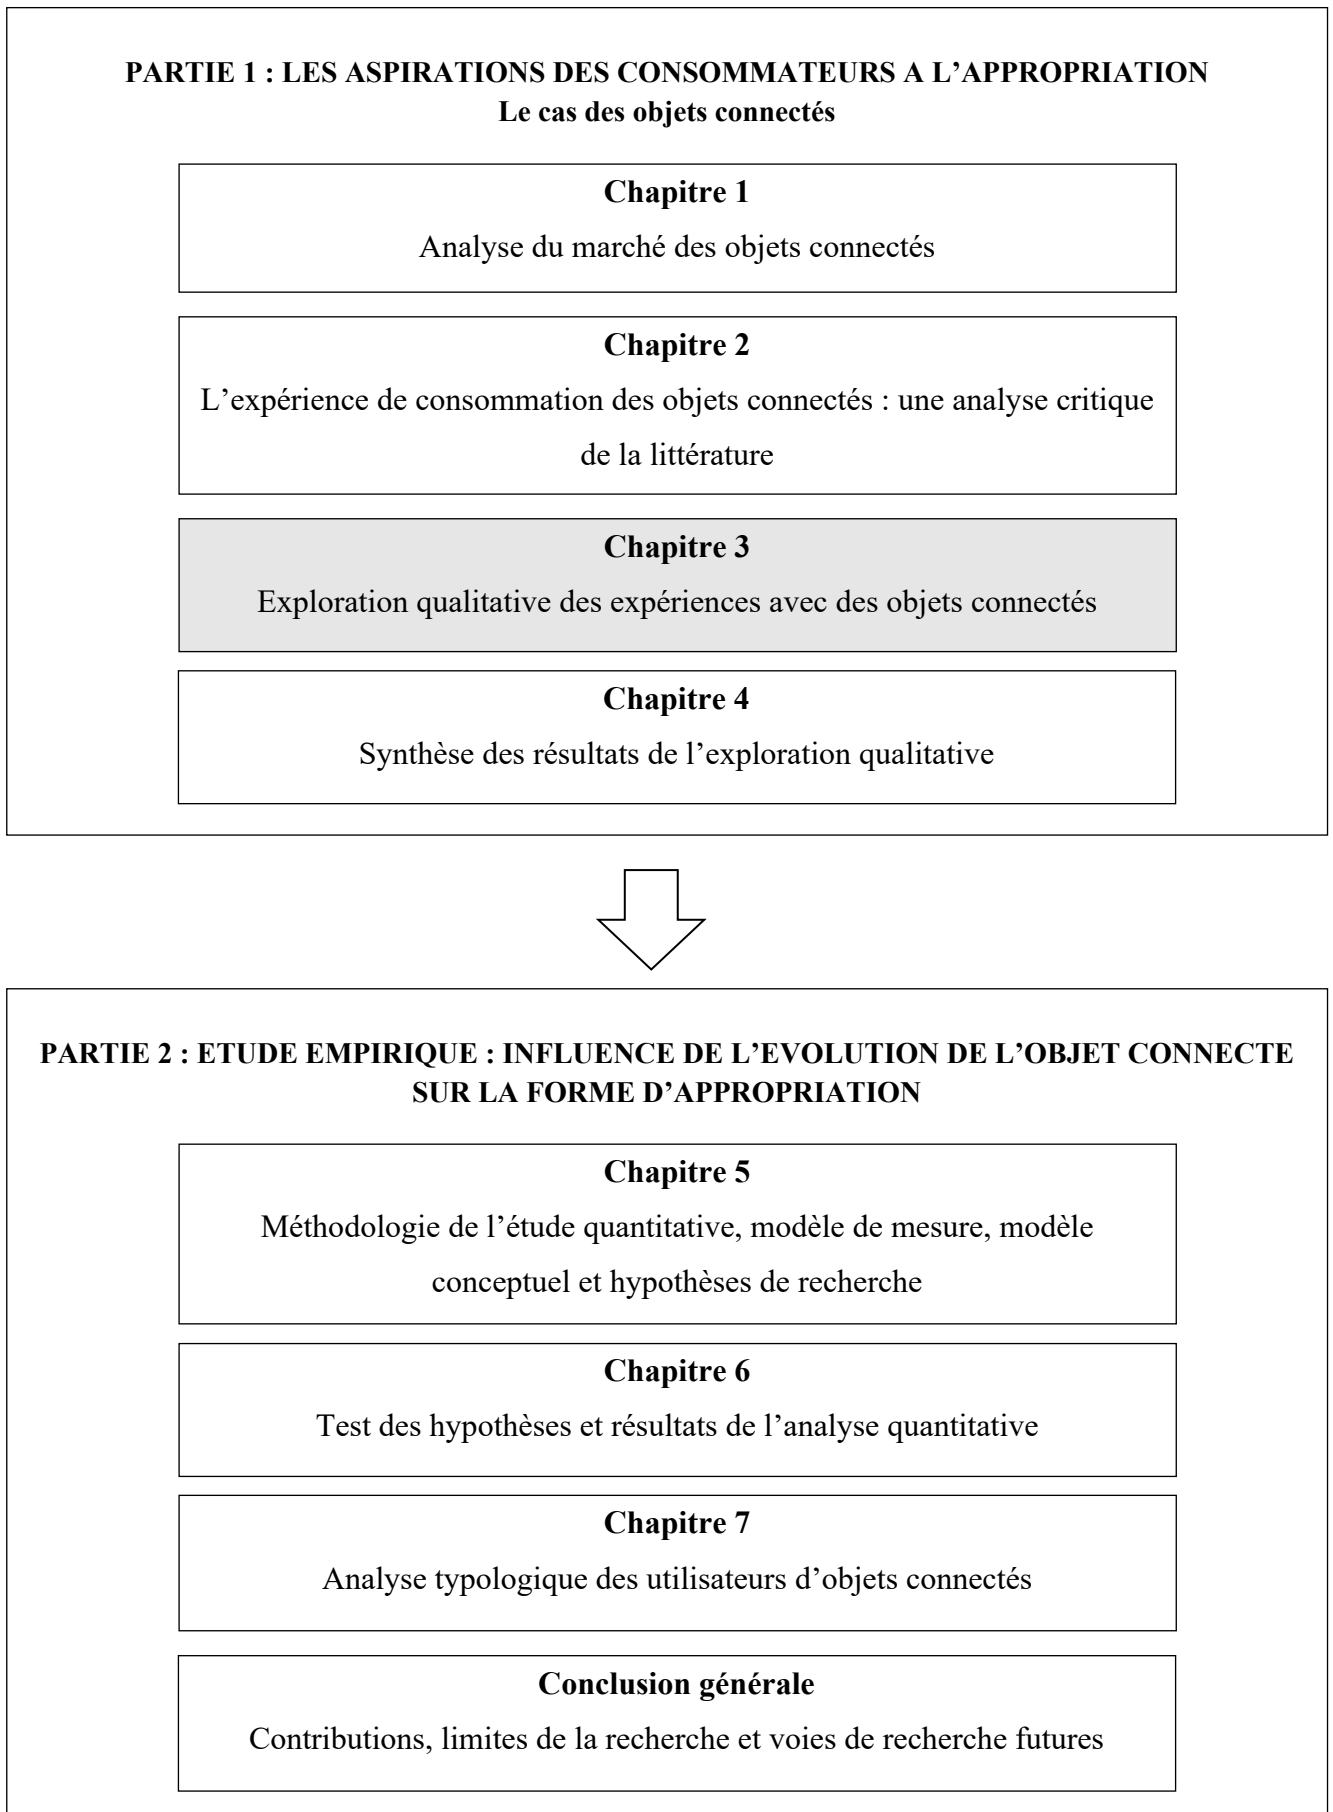 PARTIE 1 : LES ASPIRATIONS DES CONSOMMATEURS A L’APPROPRIATION
Le cas des objets connectés
Chapitre 1
Analyse du marché des objets connectés
Chapitre 2
L’expérience de consommation des objets connectés : une analyse critique
de la littérature
Chapitre 3
Exploration qualitative des expériences avec des objets connectés
Chapitre 4
Synthèse des résultats de l’exploration qualitative
PARTIE 2 : ETUDE EMPIRIQUE : INFLUENCE DE L’EVOLUTION DE L’OBJET CONNECTE
SUR LA FORME D’APPROPRIATION
Chapitre 5
Méthodologie de l’étude quantitative, modèle de mesure, modèle
conceptuel et hypothèses de recherche
Chapitre 6
Test des hypothèses et résultats de l’analyse quantitative
Chapitre 7
Analyse typologique des utilisateurs d’objets connectés
Conclusion générale
Contributions, limites de la recherche et voies de recherche futures